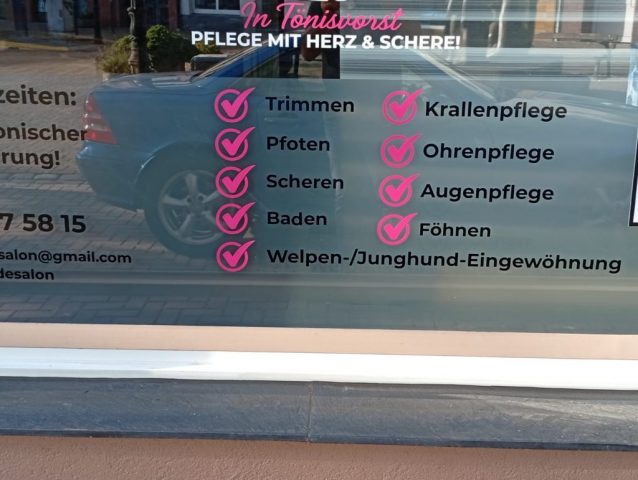 In Tönisvorst
PFLEGE MIT HERZ & SCHERE!
zeiten:
onischer
rung!
7 58 15
salon@gmail.com
desalon
Trimmen
Pfoten
Scheren
Baden
Welpen-/Junghund-Eingewöhnung
Krallenpflege
Ohrenpflege
Augenpflege
Föhnen